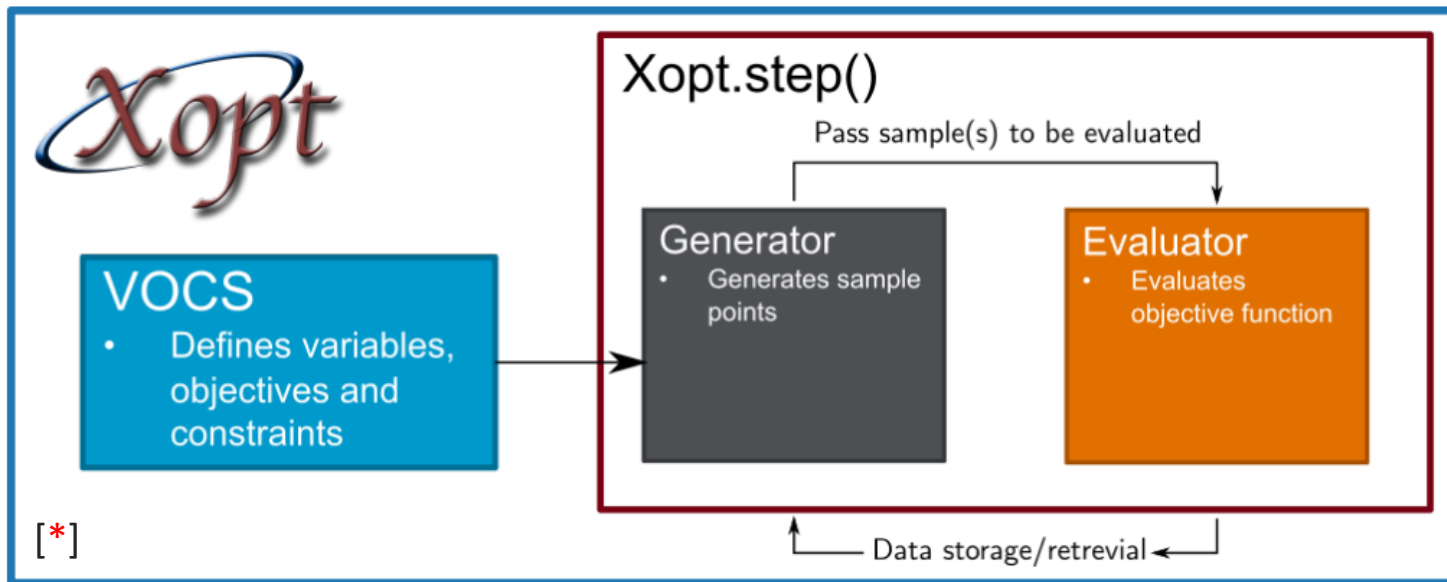 Xopt
Xopt.step()
Pass sample(s) to be evaluated
VOCS
• Defines variables,
objectives and
constraints
Generator
• Generates sample
points
Evaluator
• Evaluates
objective function
Data storage/retrevial
[*]